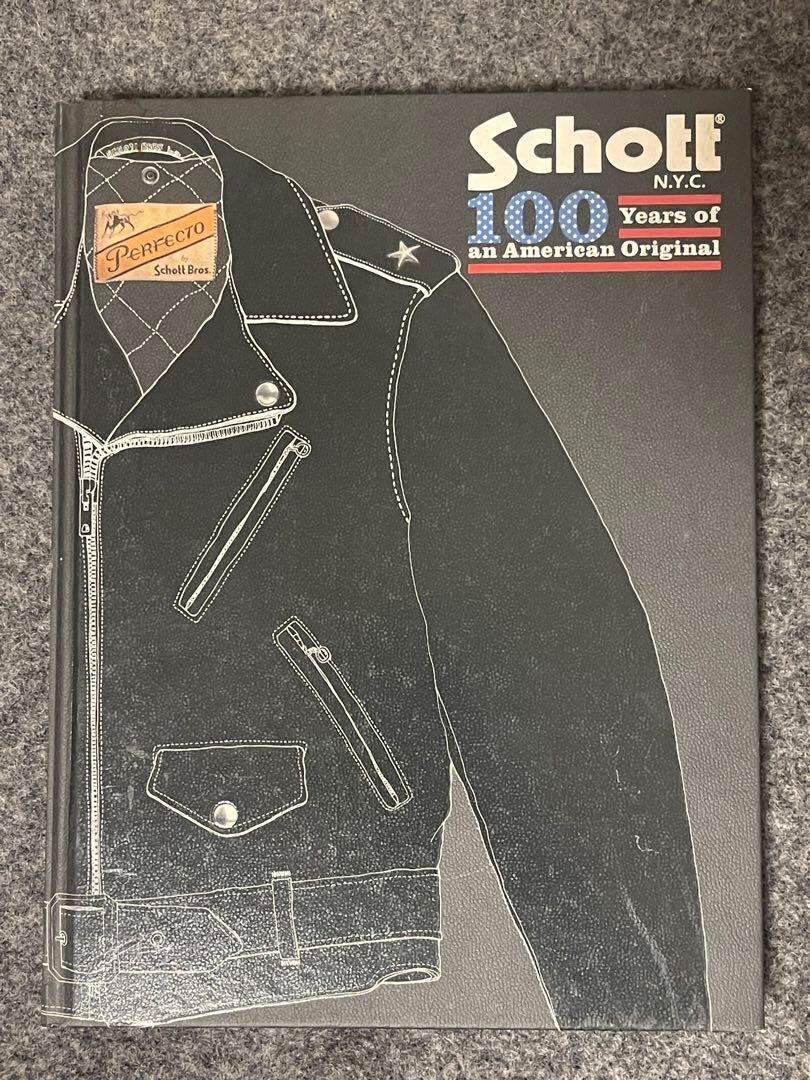 Schott®
N.Y.C.
100 Years of
an American Original
PERFECTO
by
Schott Bros.